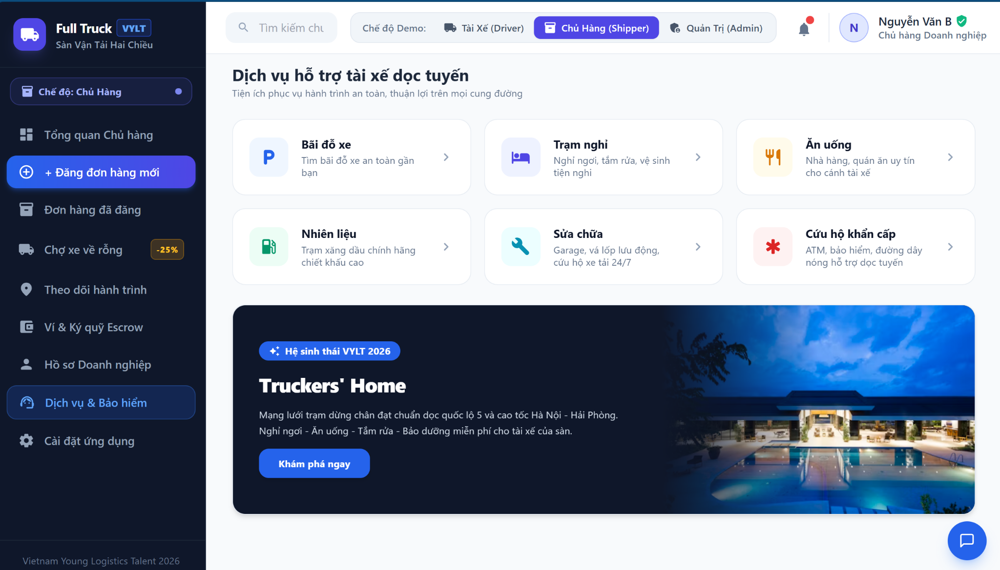 Full Truck VYLT
Sàn Vận Tải Hai Chiều
Chế độ: Chủ Hàng
Tổng quan Chủ hàng
+ Đăng đơn hàng mới
Đơn hàng đã đăng
Chợ xe về rỗng -25%
Theo dõi hành trình
Ví & Ký quỹ Escrow
Hồ sơ Doanh nghiệp
Dịch vụ & Bảo hiểm
Cài đặt ứng dụng
Vietnam Young Logistics Talent 2026
Tìm kiếm
Chế độ Demo: Tài Xế (Driver) Chủ Hàng (Shipper) Quản Trị (Admin)
N
Nguyễn Văn B
Chủ hàng Doanh nghiệp
Dịch vụ hỗ trợ tài xế dọc tuyến
Tiện ích phục vụ hành trình an toàn, thuận lợi trên mọi cung đường
P
Bãi đỗ xe
Tìm bãi đỗ xe an toàn gần
bạn
Trạm nghỉ
Nghỉ ngơi, tắm rửa, vệ sinh
tiện nghi
Ăn uống
Nhà hàng, quán ăn uy tín
cho cánh tài xế
Nhiên liệu
Trạm xăng dầu chính hãng
chiết khấu cao
Sửa chữa
Garage, vá lốp lưu động,
cứu hộ xe tải 24/7
Cứu hộ khẩn cấp
ATM, bảo hiểm, đường dây
nóng hỗ trợ dọc tuyến
Hệ sinh thái VYLT 2026
Truckers' Home
Mạng lưới trạm dừng chân đạt chuẩn dọc quốc lộ 5 và cao tốc Hà Nội - Hải Phòng.
Nghỉ ngơi - Ăn uống - Tắm rửa - Bảo dưỡng miễn phí cho tài xế của sàn.
Khám phá ngay